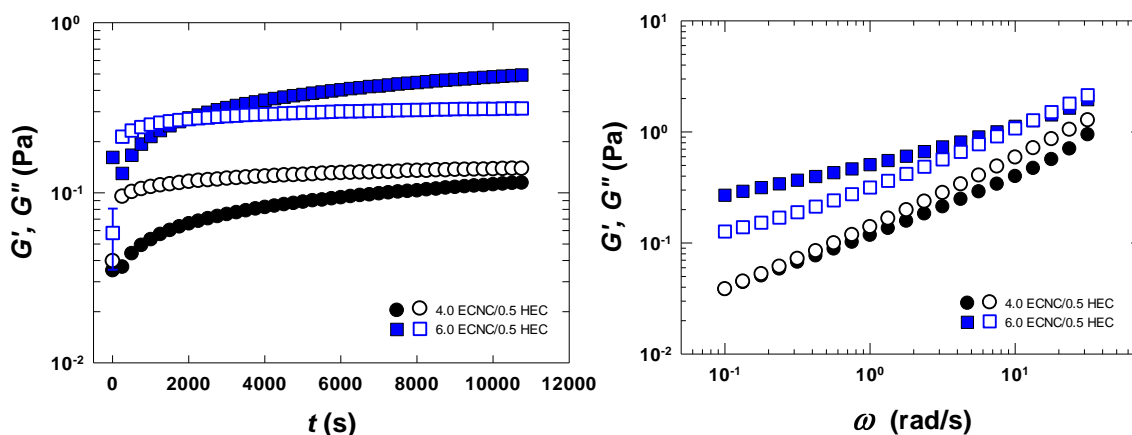 10⁰
10⁻¹
10⁻²
G', G" (Pa)
0 2000 4000 6000 8000 10000 12000
t (s)
4.0 ECNC/0.5 HEC
6.0 ECNC/0.5 HEC
10¹
10⁰
10⁻¹
10⁻²
G', G" (Pa)
10⁻¹ 10⁰ 10¹
ω (rad/s)
4.0 ECNC/0.5 HEC
6.0 ECNC/0.5 HEC